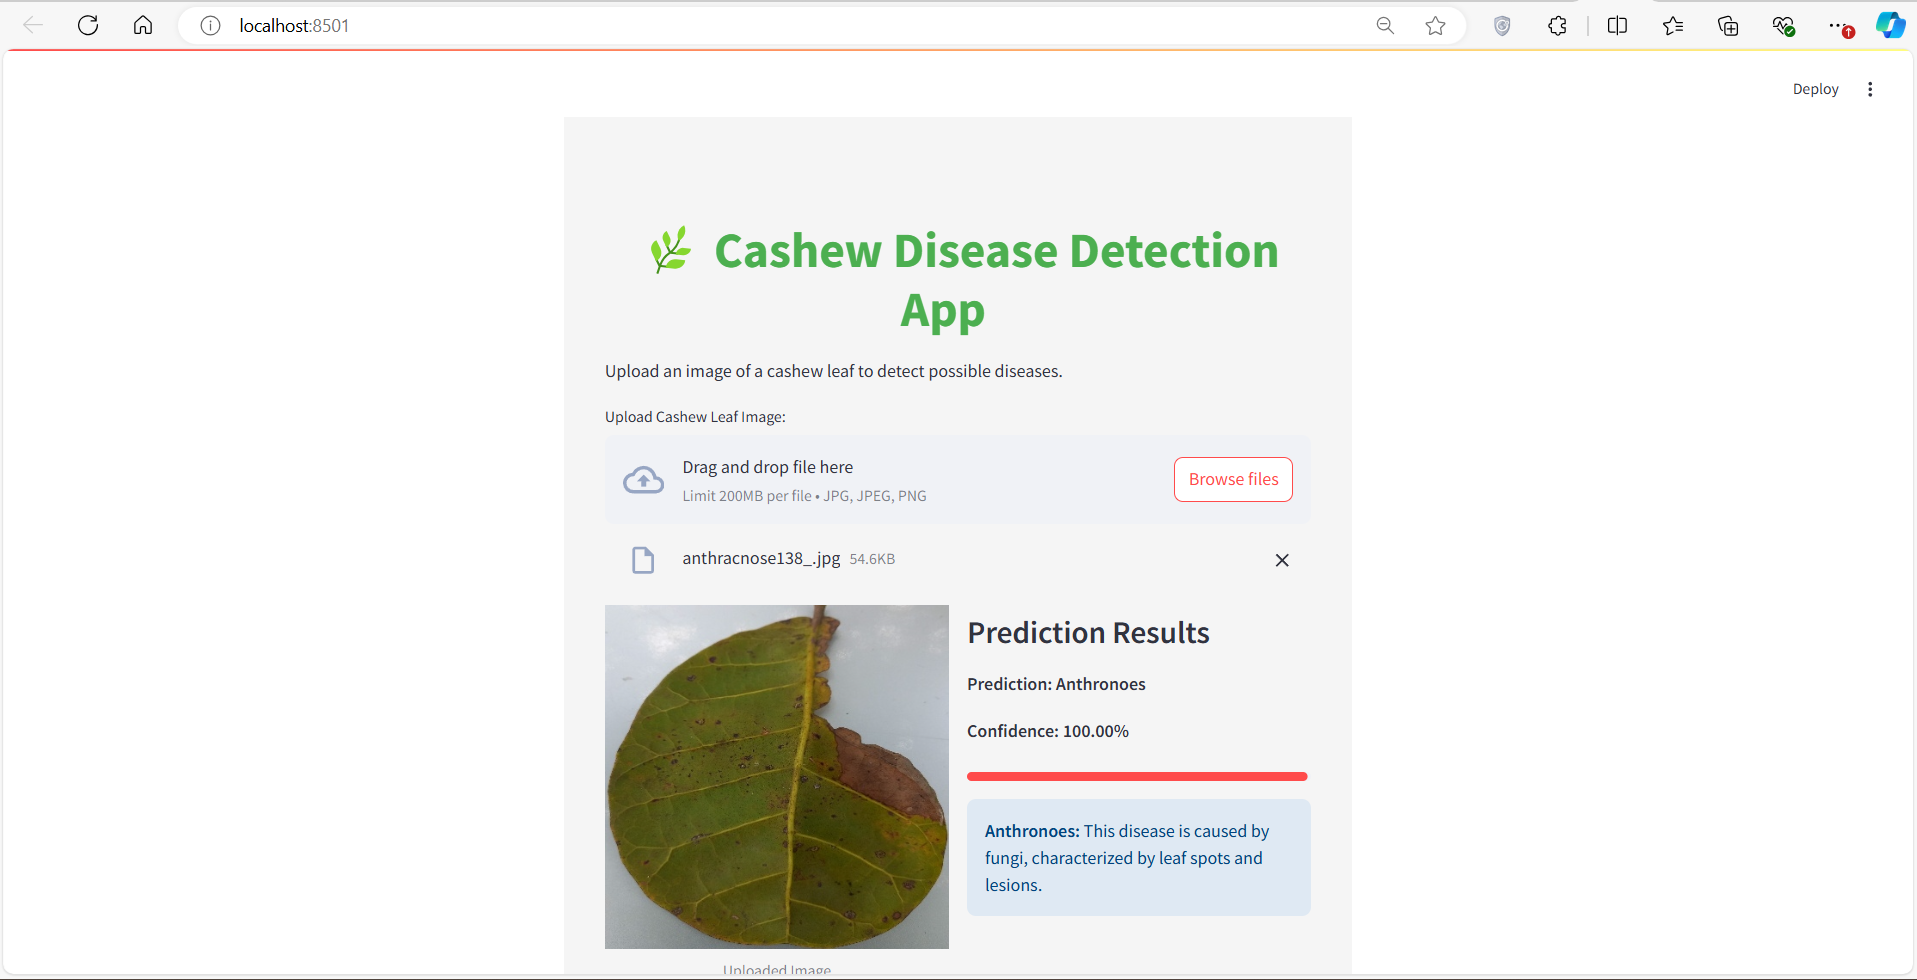 localhost:8501
Deploy
Cashew Disease Detection
App
Upload an image of a cashew leaf to detect possible diseases.
Upload Cashew Leaf Image:
Drag and drop file here
Limit 200MB per file • JPG, JPEG, PNG
Browse files
anthracnose138_.jpg 54.6KB
Prediction Results
Prediction: Anthronoes
Confidence: 100.00%
Anthronoes: This disease is caused by
fungi, characterized by leaf spots and
lesions.
Uploaded Image